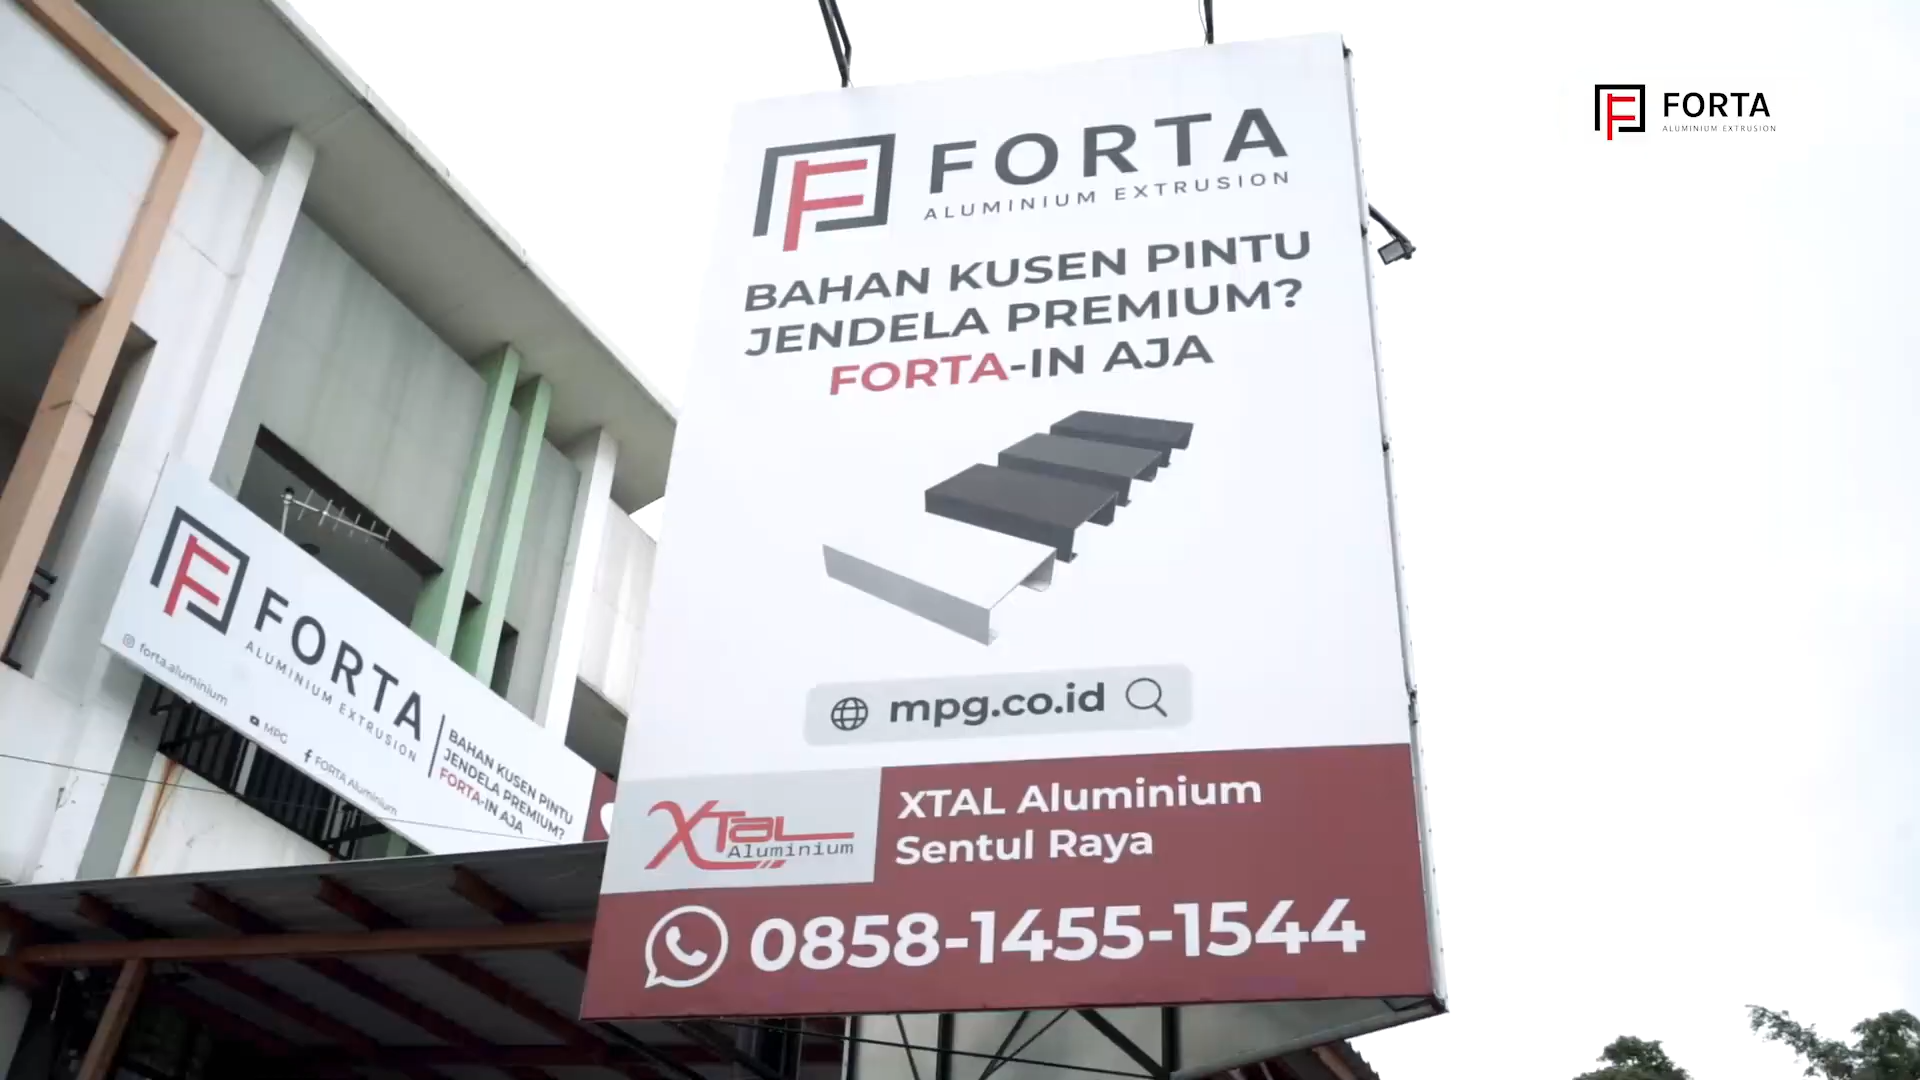 FORTA
ALUMINIUM EXTRUSION
FORTA
ALUMINIUM EXTRUSION
BAHAN KUSEN PINTU
JENDELA PREMIUM?
FORTA-IN AJA
mpg.co.id
XTAL Aluminium
XTAL Aluminium
Sentul Raya
0858-1455-1544
FORTA
ALUMINIUM EXTRUSION
forta.aluminium
MPG
FORTA Aluminium
BAHAN KUSEN PINTU
JENDELA PREMIUM?
FORTA-IN AJA